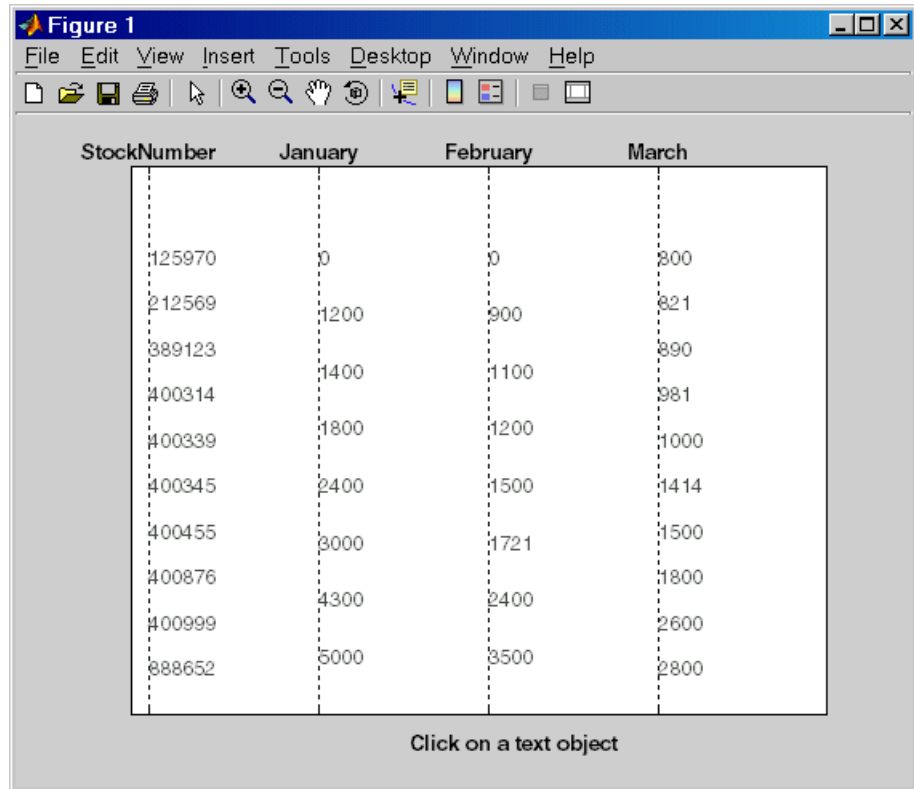 Figure 1
File Edit View Insert Tools Desktop Window Help
StockNumber January February March
125970 0 0 800
212569 1200 900 821
389123 1400 1100 890
400314 1800 1200 981
400339 2400 1500 1000
400345 3000 1721 1414
400455 4300 2400 1500
400876 5000 3500 1800
400999 2600
888652 2800
Click on a text object